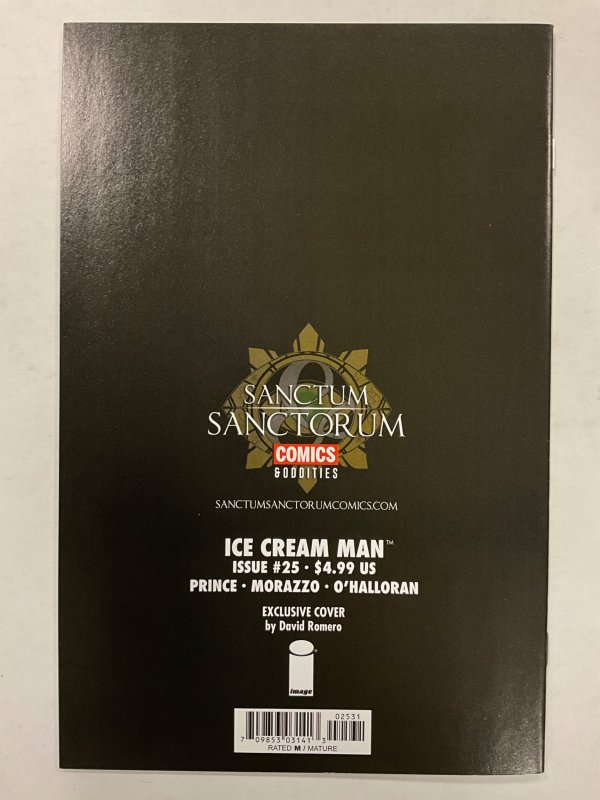 SANCTUM
SANCTORUM
COMICS
& ODDITIES
SANCTUMSANCTORUMCOMICS.COM
ICE CREAM MAN™
ISSUE #25 • $4.99 US
PRINCE • MORAZZO • O'HALLORAN
EXCLUSIVE COVER
by David Romero
image
02531
7 09853 03141 3
RATED M / MATURE